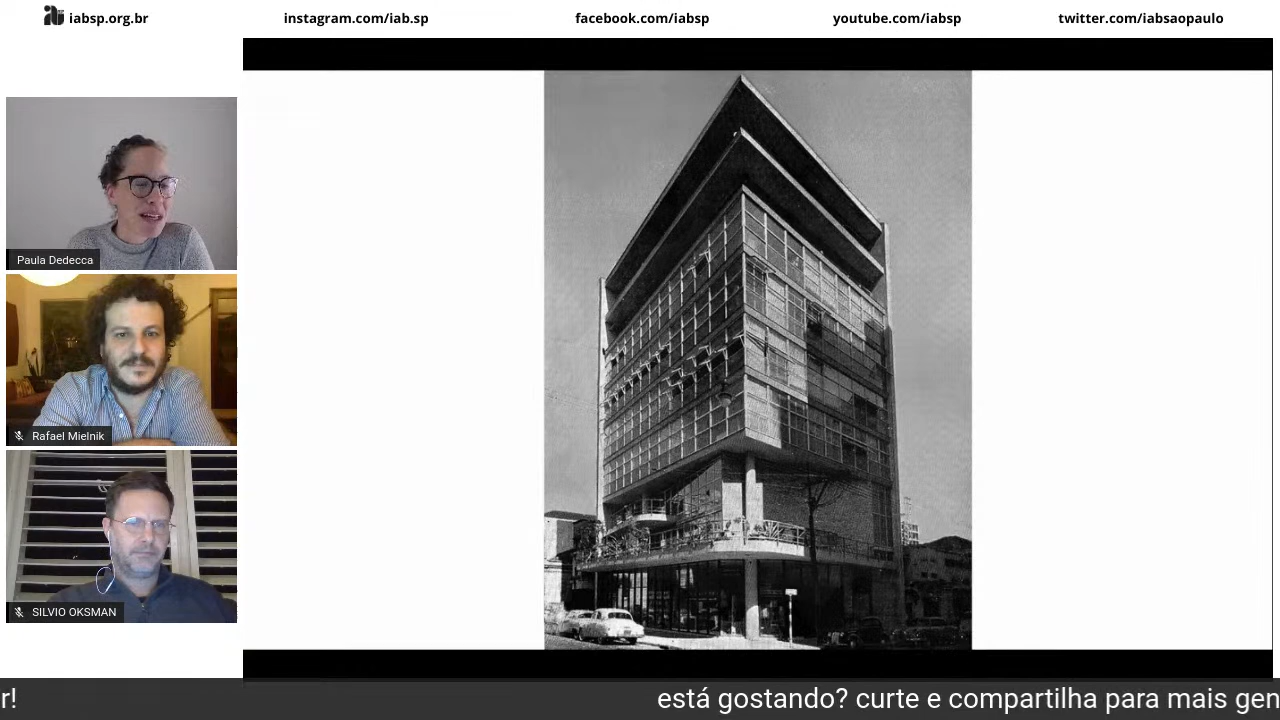 iabsp.org.br
instagram.com/iab.sp
facebook.com/iabsp
youtube.com/iabsp
twitter.com/iabsaopaulo
Paula Dedecca
Rafael Mielnik
SILVIO OKSMAN
r!
está gostando? curte e compartilha para mais gen